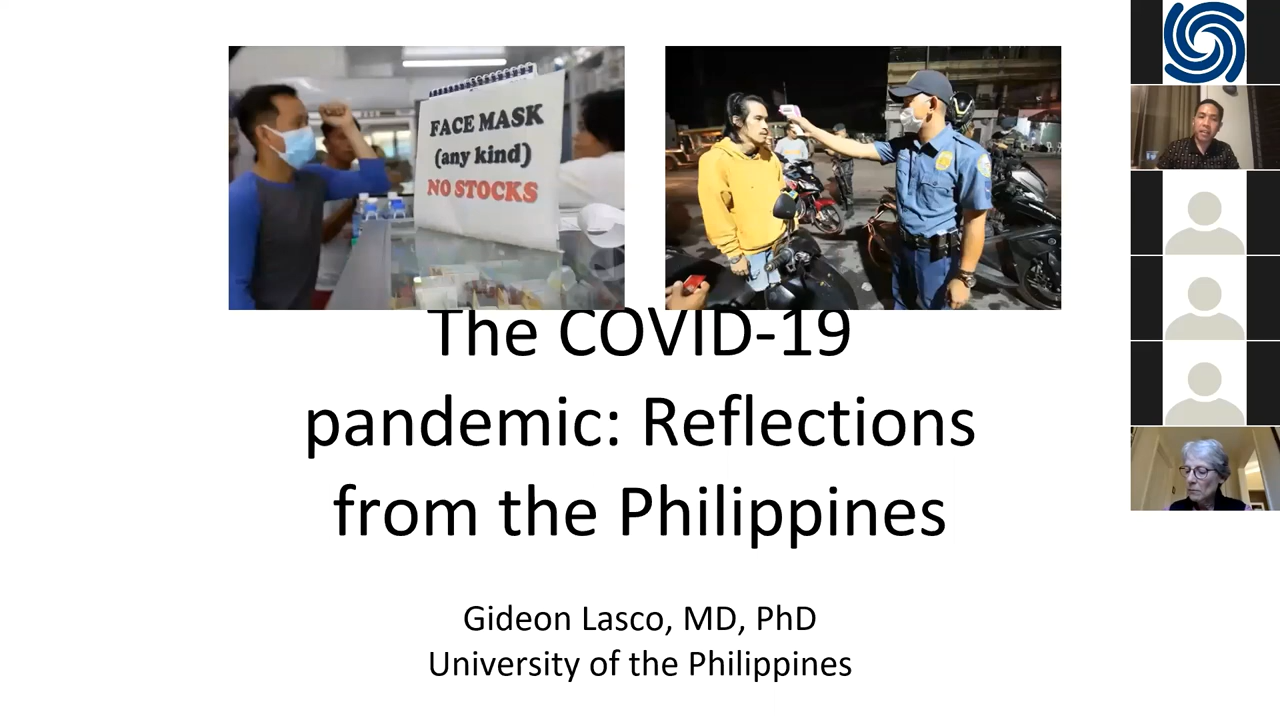 FACE MASK
(any kind)
NO STOCKS
The COVID-19
pandemic: Reflections
from the Philippines
Gideon Lasco, MD, PhD
University of the Philippines